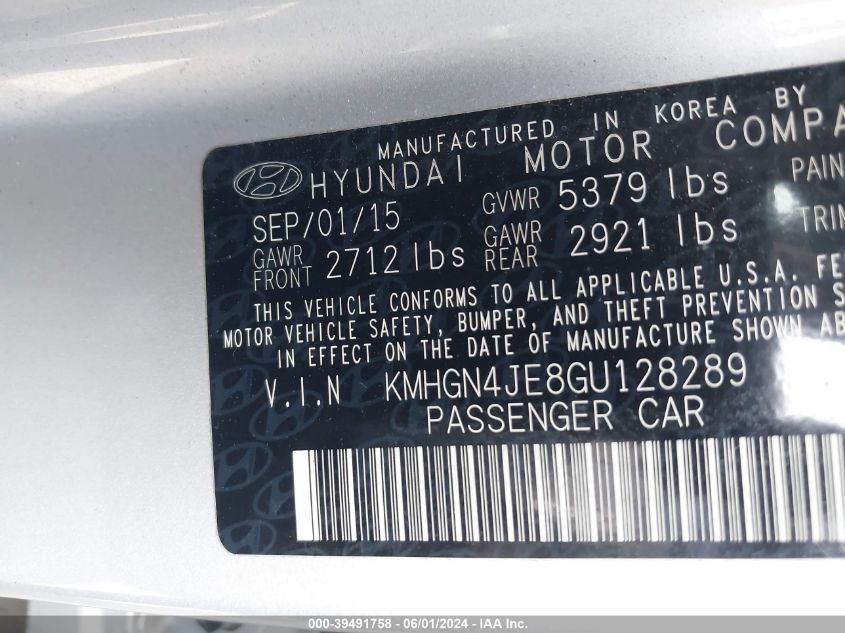 MANUFACTURED IN KOREA BY
HYUNDAI MOTOR COMPA
SEP/01/15 GVWR 5379 lbs PAIN
GAWR FRONT 2712 lbs GAWR REAR 2921 lbs TRIM
THIS VEHICLE CONFORMS TO ALL APPLICABLE U.S.A. FE
MOTOR VEHICLE SAFETY, BUMPER, AND THEFT PREVENTION S
IN EFFECT ON THE DATE OF MANUFACTURE SHOWN AB
V.I.N KMHGN4JE8GU128289
PASSENGER CAR
000-39491758 - 06/01/2024 - IAA Inc.